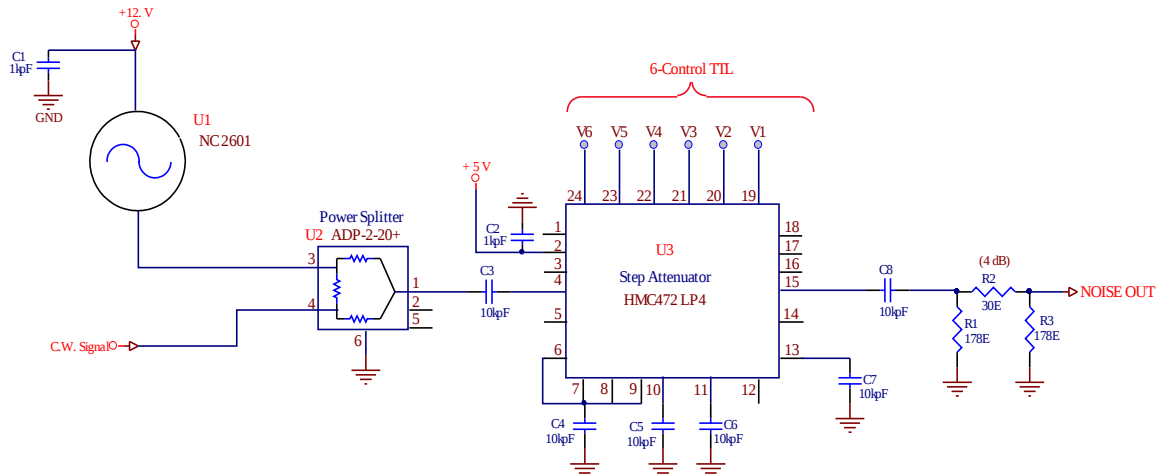 +12. V
C1
1kpF
GND
U1
NC2601
Power Splitter
U2 ADP-2-20+
3
4
1
2
5
6
C.W. Signal
C3
10kpF
+ 5 V
C2
1kpF
6-Control TTL
V6 V5 V4 V3 V2 V1
24 23 22 21 20 19
1
2
3
4
5
6
U3
Step Attenuator
HMC472 LP4
18
17
16
15
14
13
7 8 9 10 11 12
C4
10kpF
C5
10kpF
C6
10kpF
C7
10kpF
C8
10kpF
(4 dB)
R2
30E
R1
178E
R3
178E
NOISE OUT